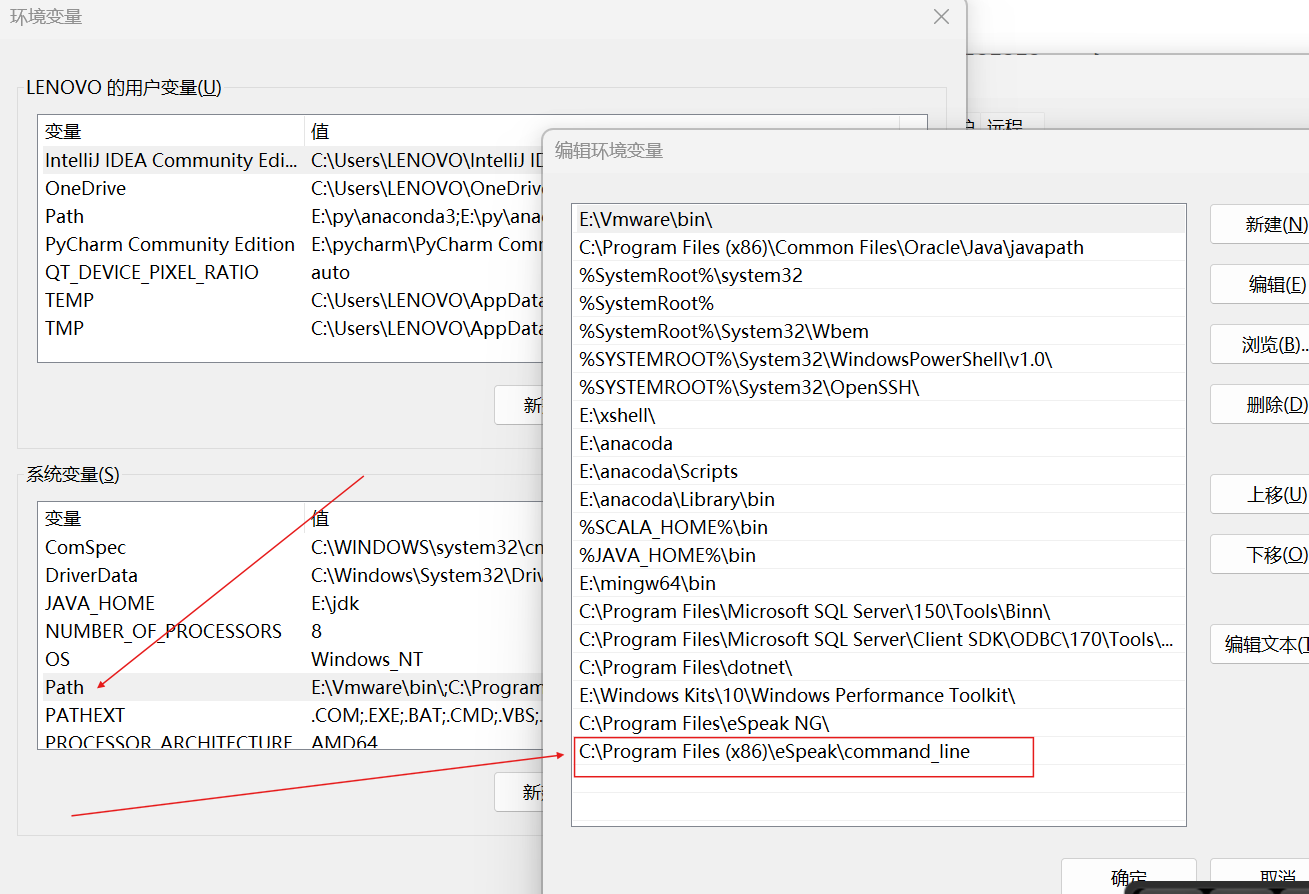 环境变量
LENOVO 的用户变量(U)
变量 值
IntelliJ IDEA Community Edi... C:\Users\LENOVO\IntelliJ ID
OneDrive C:\Users\LENOVO\OneDrive
Path E:\py\anaconda3;E:\py\ana
PyCharm Community Edition E:\pycharm\PyCharm Com
QT_DEVICE_PIXEL_RATIO auto
TEMP C:\Users\LENOVO\AppData
TMP C:\Users\LENOVO\AppData
新
系统变量(S)
变量 值
ComSpec C:\WINDOWS\system32\cm
DriverData C:\Windows\System32\Driv
JAVA_HOME E:\jdk
NUMBER_OF_PROCESSORS 8
OS Windows_NT
Path E:\Vmware\bin\;C:\Program
PATHEXT .COM;.EXE;.BAT;.CMD;.VBS;.
PROCESSOR_ARCHITECTURE AMD64
新
远程
编辑环境变量
E:\Vmware\bin\
C:\Program Files (x86)\Common Files\Oracle\Java\javapath
%SystemRoot%\system32
%SystemRoot%
%SystemRoot%\System32\Wbem
%SYSTEMROOT%\System32\WindowsPowerShell\v1.0\
%SYSTEMROOT%\System32\OpenSSH\
E:\xshell\
E:\anacoda
E:\anacoda\Scripts
E:\anacoda\Library\bin
%SCALA_HOME%\bin
%JAVA_HOME%\bin
E:\mingw64\bin
C:\Program Files\Microsoft SQL Server\150\Tools\Binn\
C:\Program Files\Microsoft SQL Server\Client SDK\ODBC\170\Tools\...
C:\Program Files\dotnet\
E:\Windows Kits\10\Windows Performance Toolkit\
C:\Program Files\eSpeak NG\
C:\Program Files (x86)\eSpeak\command_line
新建(N)
编辑(E)
浏览(B)..
删除(D)
上移(U)
下移(O)
编辑文本(T
确定
取消